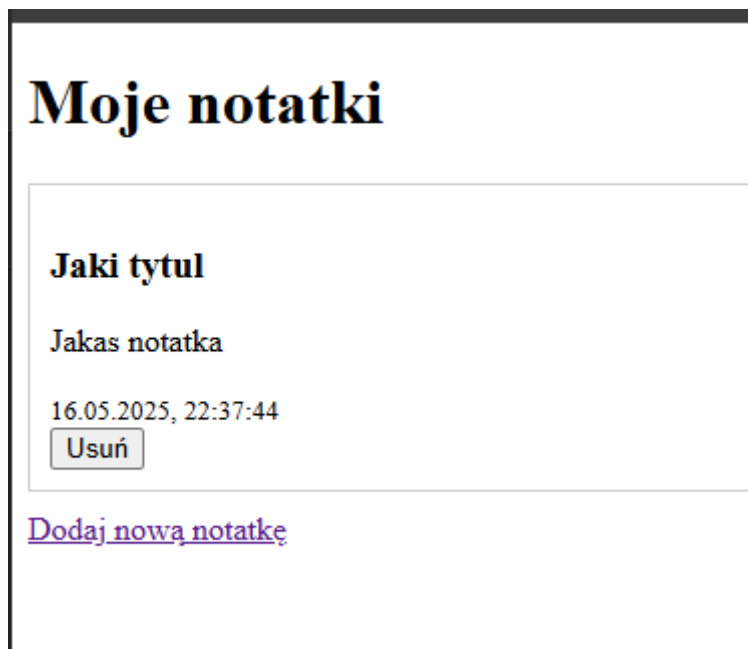 Moje notatki
Jaki tytul
Jakas notatka
16.05.2025, 22:37:44
Usuń
Dodaj nową notatkę